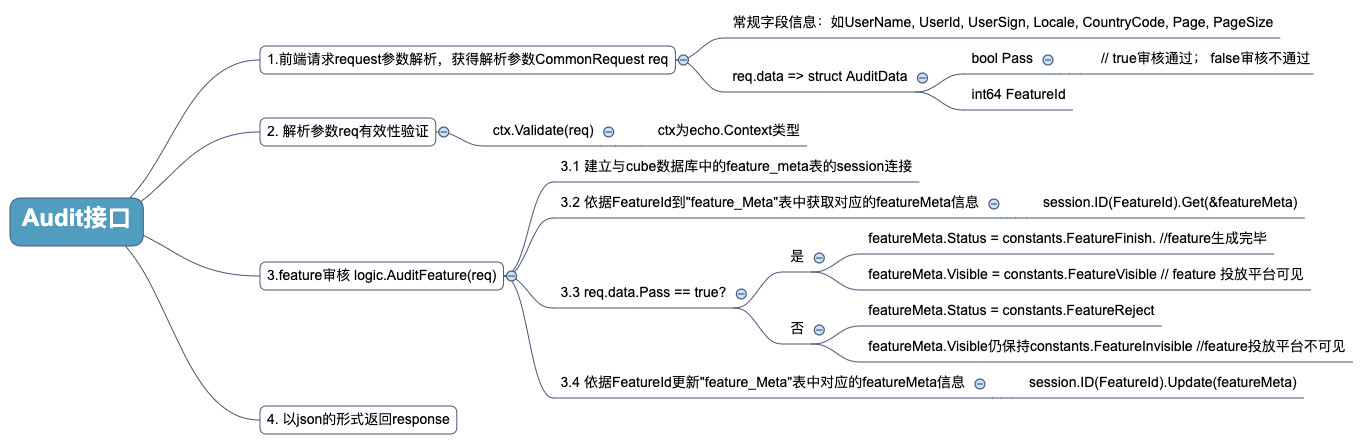 Audit接口
1.前端请求request参数解析，获得解析参数CommonRequest req
常规字段信息：如UserName, UserId, UserSign, Locale, CountryCode, Page, PageSize
req.data => struct AuditData
bool Pass
// true审核通过； false审核不通过
int64 FeatureId
2. 解析参数req有效性验证
ctx.Validate(req)
ctx为echo.Context类型
3.feature审核 logic.AuditFeature(req)
3.1 建立与cube数据库中的feature_meta表的session连接
3.2 依据FeatureId到"feature_Meta"表中获取对应的featureMeta信息
session.ID(FeatureId).Get(&featureMeta)
3.3 req.data.Pass == true?
是
featureMeta.Status = constants.FeatureFinish. //feature生成完毕
featureMeta.Visible = constants.FeatureVisible // feature 投放平台可见
否
featureMeta.Status = constants.FeatureReject
featureMeta.Visible仍保持constants.FeatureInvisible //feature投放平台不可见
3.4 依据FeatureId更新"feature_Meta"表中对应的featureMeta信息
session.ID(FeatureId).Update(featureMeta)
4. 以json的形式返回response